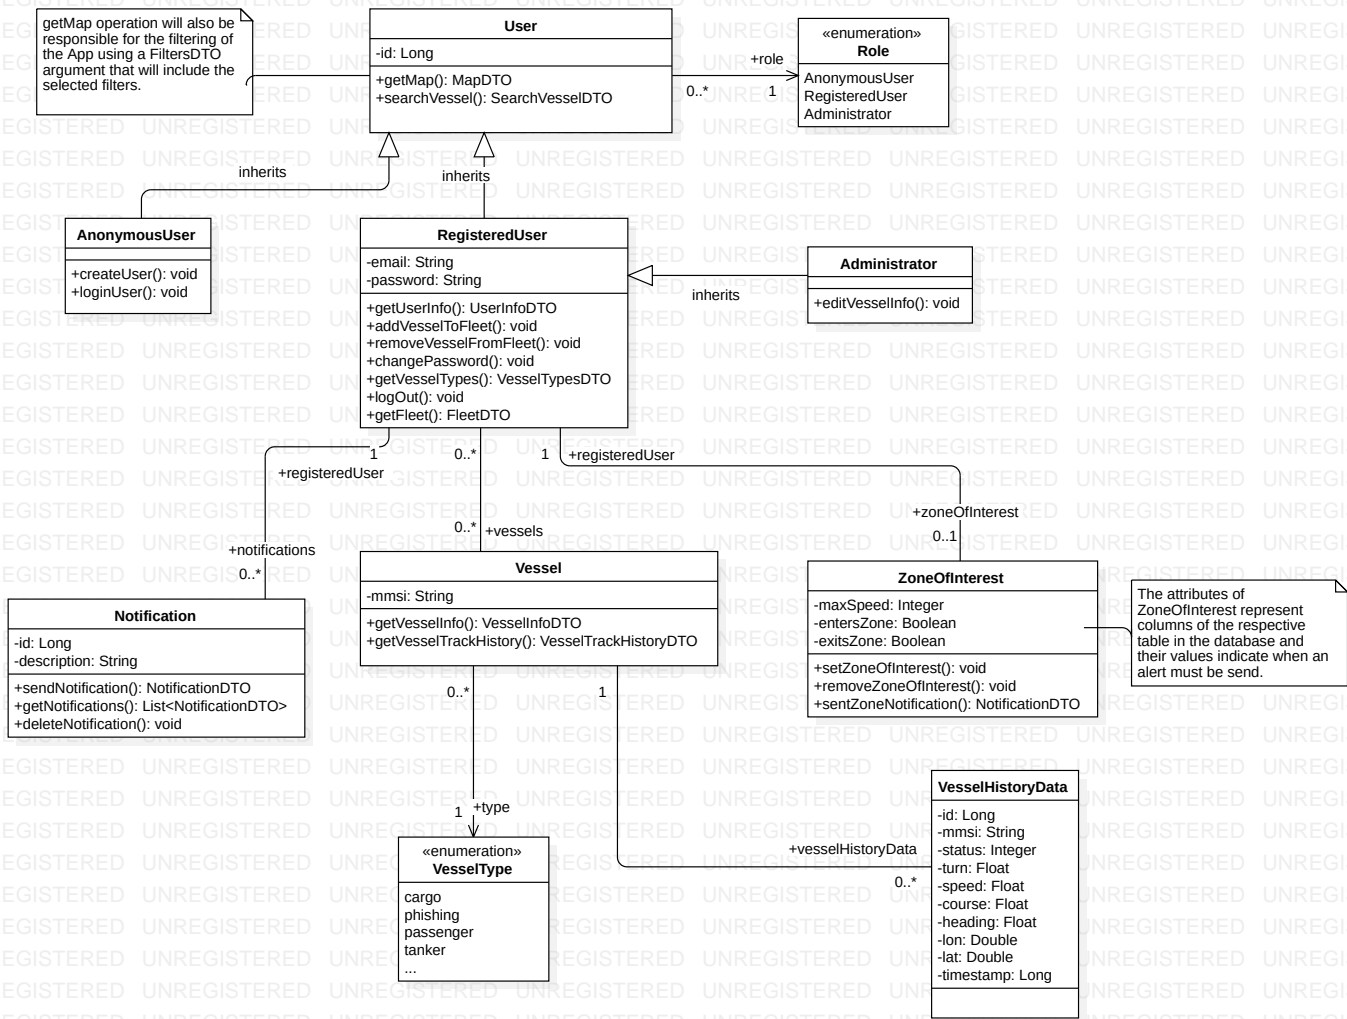 getMap operation will also be
responsible for the filtering of
the App using a FiltersDTO
argument that will include the
selected filters.
User
-id: Long
+getMap(): MapDTO
+searchVessel(): SearchVesselDTO
+role
0..*
1
«enumeration»
Role
AnonymousUser
RegisteredUser
Administrator
inherits
inherits
AnonymousUser
+createUser(): void
+loginUser(): void
RegisteredUser
-email: String
-password: String
+getUserInfo(): UserInfoDTO
+addVesselToFleet(): void
+removeVesselFromFleet(): void
+changePassword(): void
+getVesselTypes(): VesselTypesDTO
+logOut(): void
+getFleet(): FleetDTO
inherits
Administrator
+editVesselInfo(): void
1
+registeredUser
0..*
1
+registeredUser
+notifications
0..*
0..*
+vessels
+zoneOfInterest
0..1
Notification
-id: Long
-description: String
+sendNotification(): NotificationDTO
+getNotifications(): List<NotificationDTO>
+deleteNotification(): void
Vessel
-mmsi: String
+getVesselInfo(): VesselInfoDTO
+getVesselTrackHistory(): VesselTrackHistoryDTO
ZoneOfInterest
-maxSpeed: Integer
-entersZone: Boolean
-exitsZone: Boolean
+setZoneOfInterest(): void
+removeZoneOfInterest(): void
+sentZoneNotification(): NotificationDTO
The attributes of
ZoneOfInterest represent
columns of the respective
table in the database and
their values indicate when an
alert must be send.
0..*
1
1
+type
+vesselHistoryData
0..*
«enumeration»
VesselType
cargo
phishing
passenger
tanker
...
VesselHistoryData
-id: Long
-mmsi: String
-status: Integer
-turn: Float
-speed: Float
-course: Float
-heading: Float
-lon: Double
-lat: Double
-timestamp: Long
UNREGISTERED